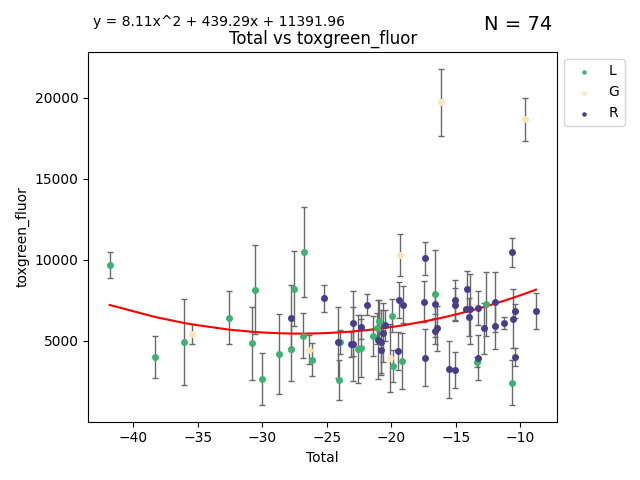 y = 8.11x^2 + 439.29x + 11391.96
N = 74
Total vs toxgreen_fluor
L
G
R
20000
15000
10000
5000
toxgreen_fluor
−40 −35 −30 −25 −20 −15 −10
Total